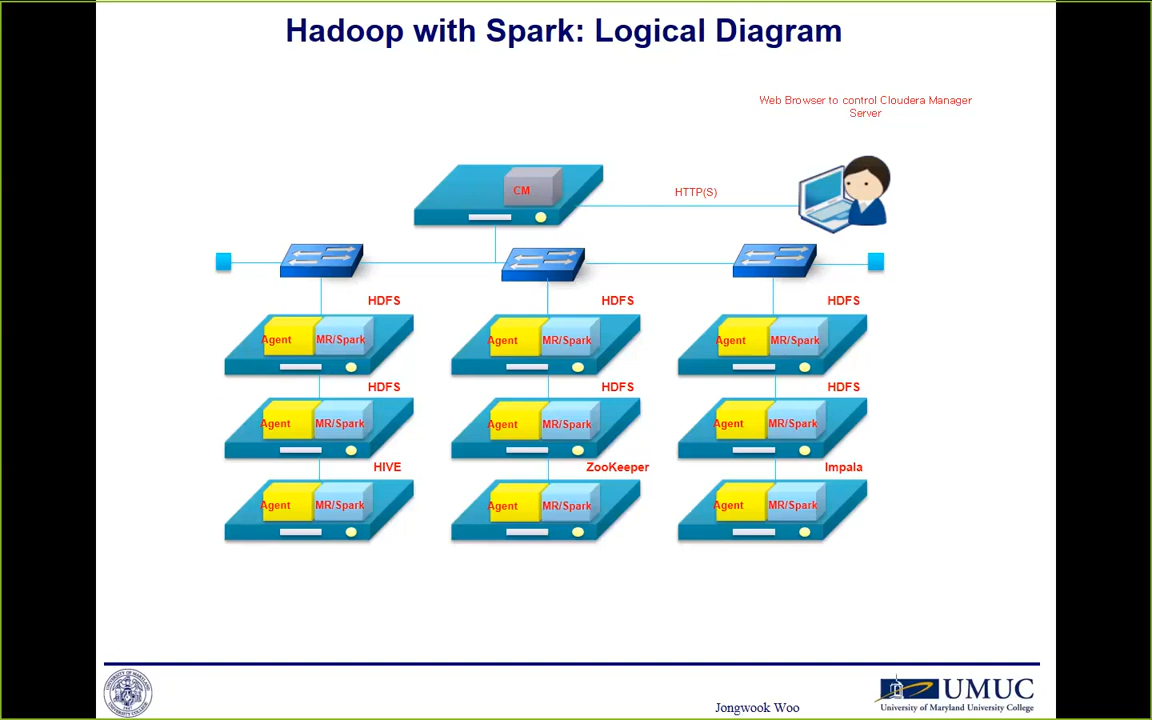 Hadoop with Spark: Logical Diagram
Web Browser to control Cloudera Manager
Server
CM
HTTP(S)
HDFS
HDFS
HDFS
Agent
MR/Spark
Agent
MR/Spark
Agent
MR/Spark
HDFS
HDFS
HDFS
Agent
MR/Spark
Agent
MR/Spark
Agent
MR/Spark
HIVE
ZooKeeper
Impala
Agent
MR/Spark
Agent
MR/Spark
Agent
MR/Spark
Jongwook Woo
UMUC
University of Maryland University College